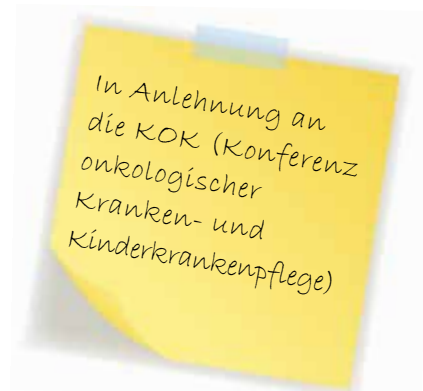 In Anlehnung an
die KOK (Konferenz
onkologischer
Kranken- und
Kinderkrankenpflege)